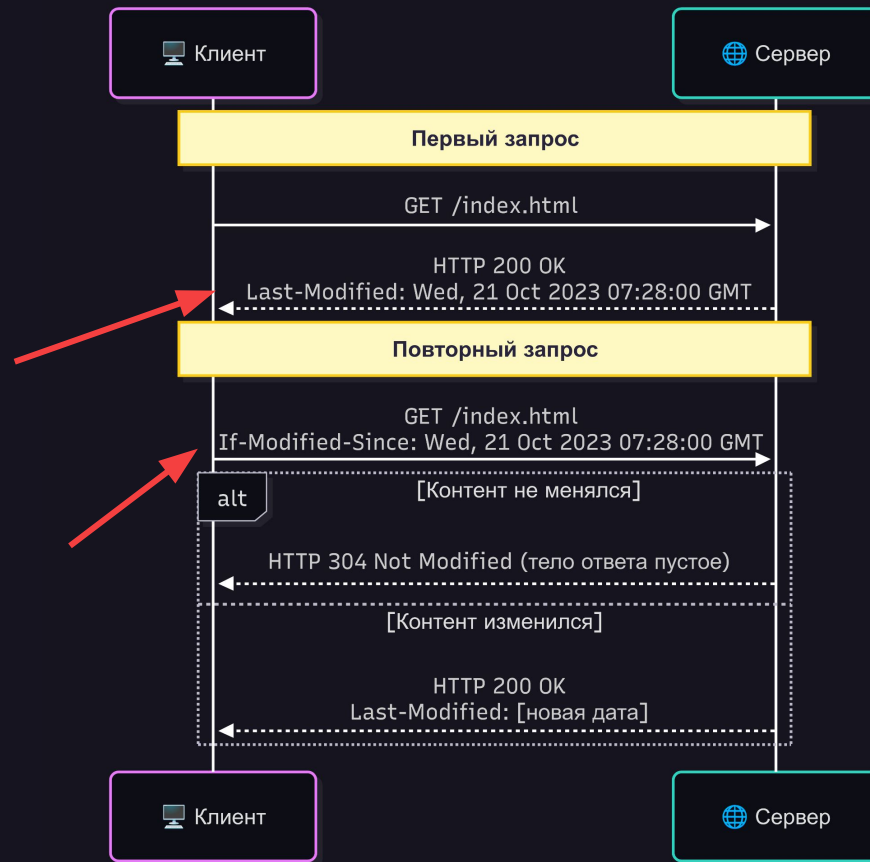 Клиент
Сервер
Первый запрос
GET /index.html
HTTP 200 OK
Last-Modified: Wed, 21 Oct 2023 07:28:00 GMT
Повторный запрос
GET /index.html
If-Modified-Since: Wed, 21 Oct 2023 07:28:00 GMT
alt
[Контент не менялся]
HTTP 304 Not Modified (тело ответа пустое)
[Контент изменился]
HTTP 200 OK
Last-Modified: [новая дата]
Клиент
Сервер